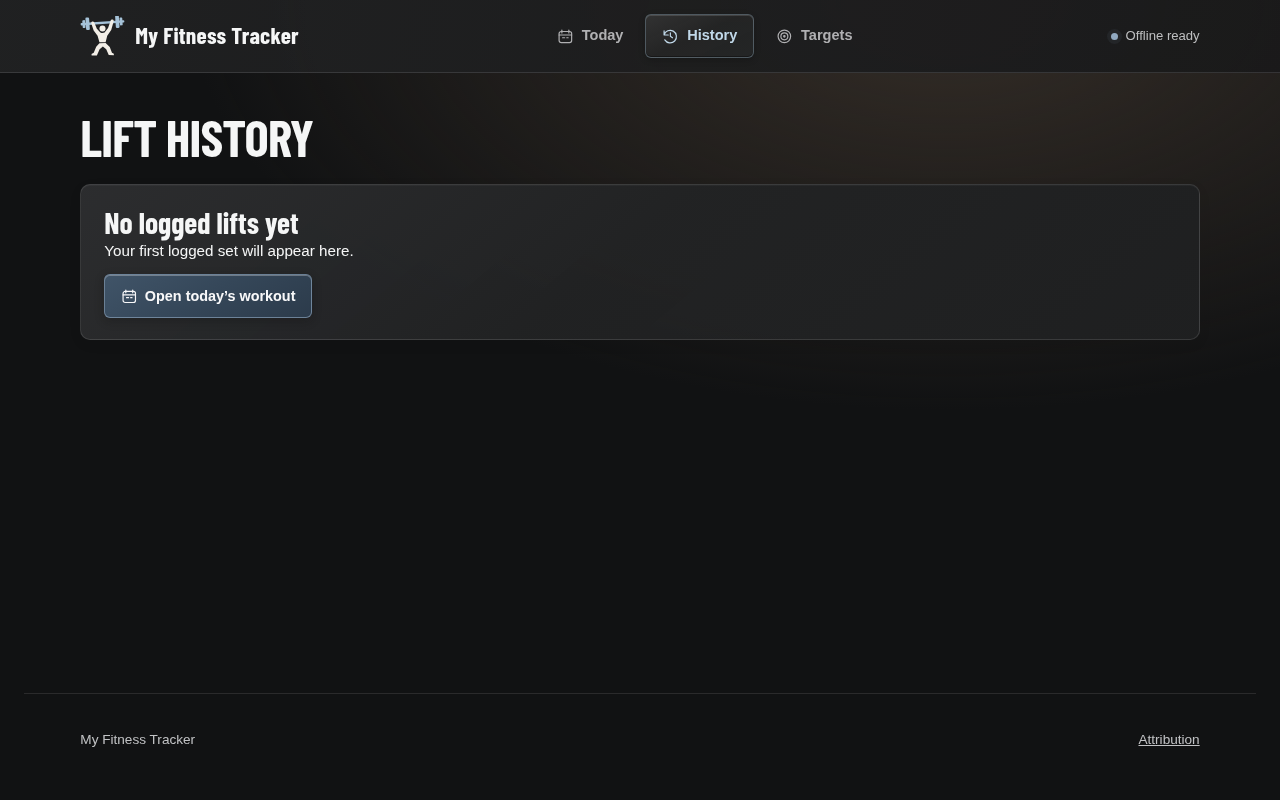 My Fitness Tracker
Today
History
Targets
Offline ready
LIFT HISTORY
No logged lifts yet
Your first logged set will appear here.
Open today’s workout
My Fitness Tracker
Attribution